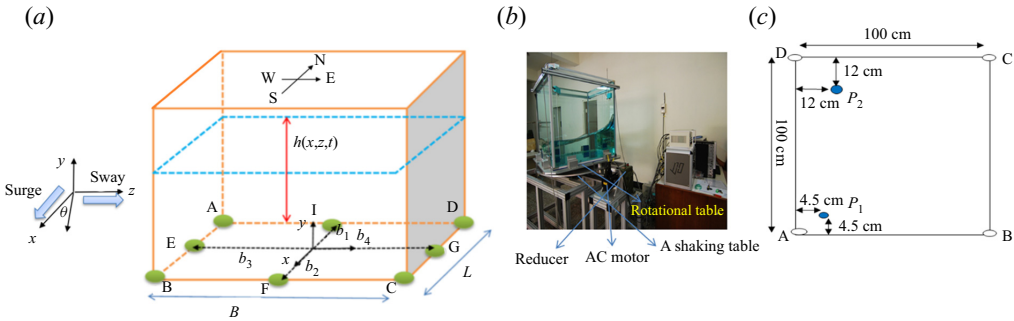 (a)
N
W E
S
h(x,z,t)
y
Surge
Sway
z
θ
x
A
I
D
y
b1
b4
E
G
b3
x
b2
L
B
F
C
B
(b)
Rotational table
Reducer
AC motor
A shaking table
(c)
100 cm
D
C
12 cm
12 cm
P2
100 cm
4.5 cm
P1
4.5 cm
A
B